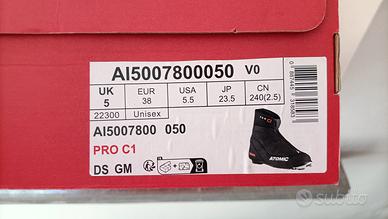 AI5007800050 V0
UK EUR USA JP CN
5 38 5.5 23.5 240(2.5)
22300 Unisex
AI5007800 050
PRO C1
DS GM
ATOMIC
subito